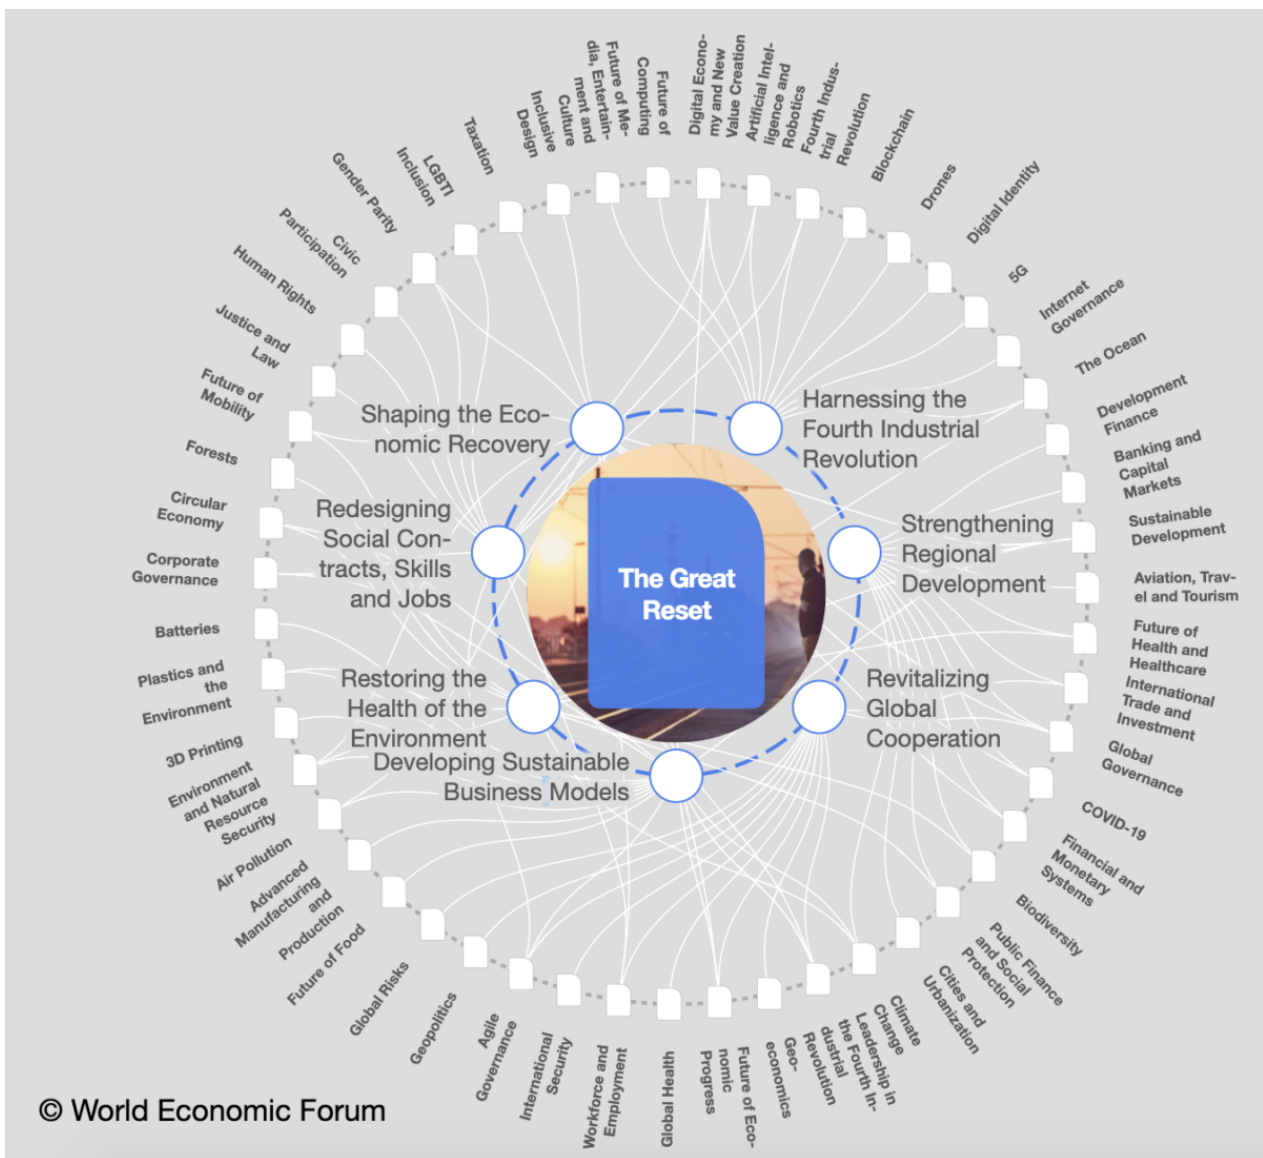 Digital Econo-
my and New
Value Creation
Artificial Intel-
ligence and
Robotics
Fourth Indus-
trial
Revolution
Blockchain
Drones
Digital Identity
5G
Internet
Governance
The Ocean
Development
Finance
Banking and
Capital
Markets
Sustainable
Development
Aviation, Trav-
el and Tourism
Future of
Health and
Healthcare
International
Trade and
Investment
Global
Governance
COVID-19
Financial and
Monetary
Systems
Biodiversity
Public Finance
and Social
Protection
Cities and
Urbanization
Climate
Change
Leadership in
the Fourth In-
dustrial
Revolution
Geo-
economics
Future of Eco-
nomic
Progress
Global Health
Workforce and
Employment
International
Security
Agile
Governance
Geopolitics
Global Risks
Future of Food
Advanced
Manufacturing
and
Production
Air Pollution
Environment
and Natural
Resource
Security
3D Printing
Plastics and
the
Environment
Batteries
Corporate
Governance
Circular
Economy
Forests
Future of
Mobility
Justice and
Law
Human Rights
Civic
Participation
Gender Parity
LGBTI
Inclusion
Taxation
Inclusive
Design
Future of Me-
dia, Entertain-
ment and
Culture
Future of
Computing
Shaping the Eco-
nomic Recovery
Harnessing the
Fourth Industrial
Revolution
Redesigning
Social Con-
tracts, Skills
and Jobs
Strengthening
Regional
Development
The Great
Reset
Restoring the
Health of the
Environment
Revitalizing
Global
Cooperation
Developing Sustainable
Business Models
© World Economic Forum